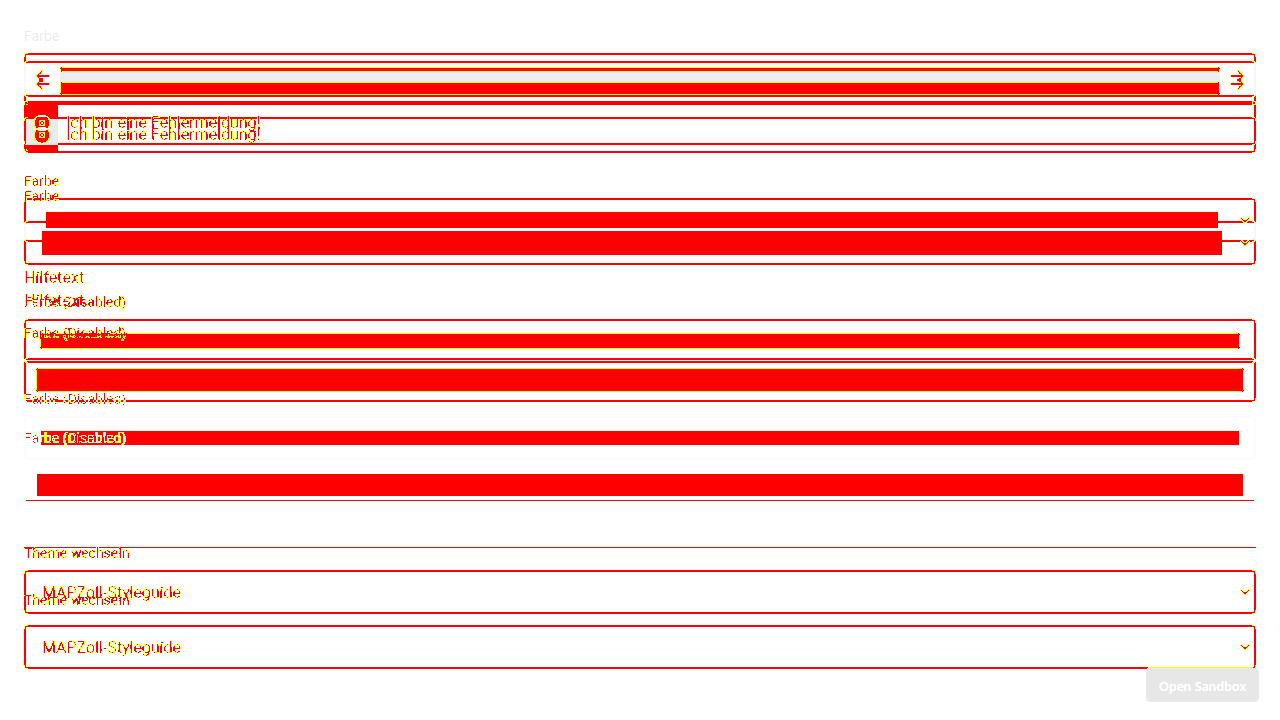 Farbe
Ich bin eine Fehlermeldung!
Ich bin eine Fehlermeldung!
Farbe
Farbe
Hilfetext
Hilfetext
Farbe (Disabled)
Farbe (Disabled)
Farbe (Disabled)
Farbe (Disabled)
Theme wechseln
MAPZoll-Styleguide
Theme wechseln
MAPZoll-Styleguide
Open Sandbox